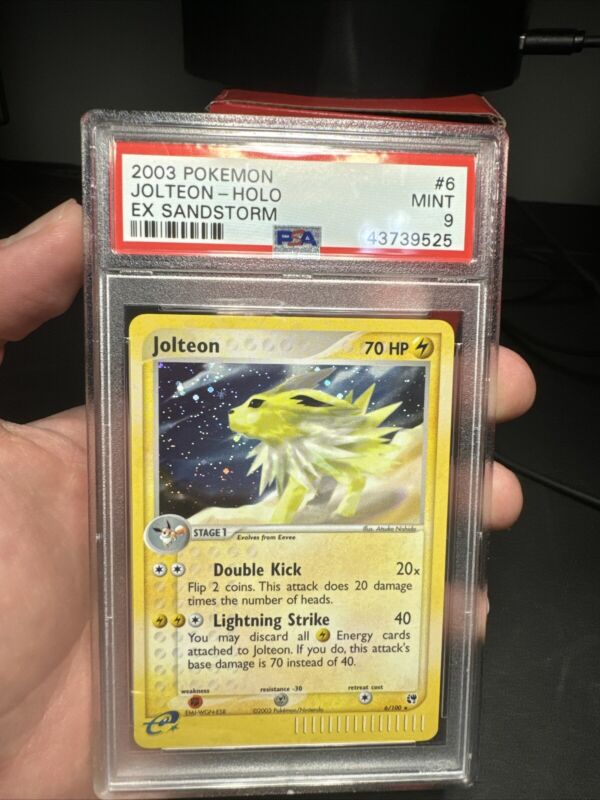 2003 POKEMON
#6
JOLTEON - HOLO
MINT
EX SANDSTORM
9
PSA
43739525
Jolteon
70 HP
Illus. Atsuko Nishida
STAGE 1
Evolves from Eevee
Double Kick
20x
Flip 2 coins. This attack does 20 damage
times the number of heads.
Lightning Strike
40
You may discard all Energy cards
attached to Jolteon. If you do, this attack's
base damage is 70 instead of 40.
weakness
resistance -30
retreat cost
©2003 Pokémon/Nintendo
6/100 ★
e